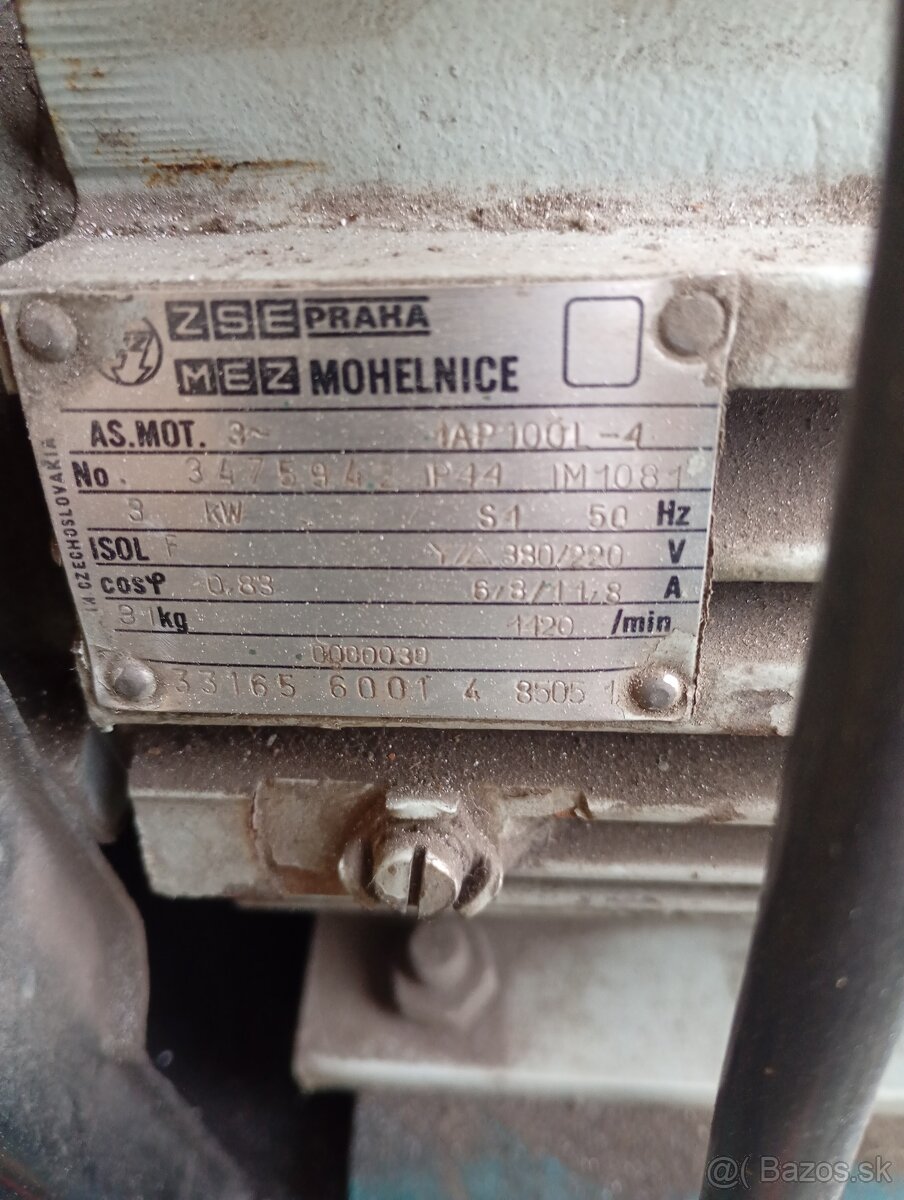 ZSE PRAHA
MEZ MOHELNICE
AS.MOT. 3~ 1AP100L-4
No. 3475942 IP44 IM1081
3 kW S1 50 Hz
ISOL F Y/△ 380/220 V
cosφ 0,83 6,8/11,8 A
31 kg 1420 /min
0000030
33165 6001 4 8505 1
IN CZECHOSLOVAKIA
@( Bazos.sk